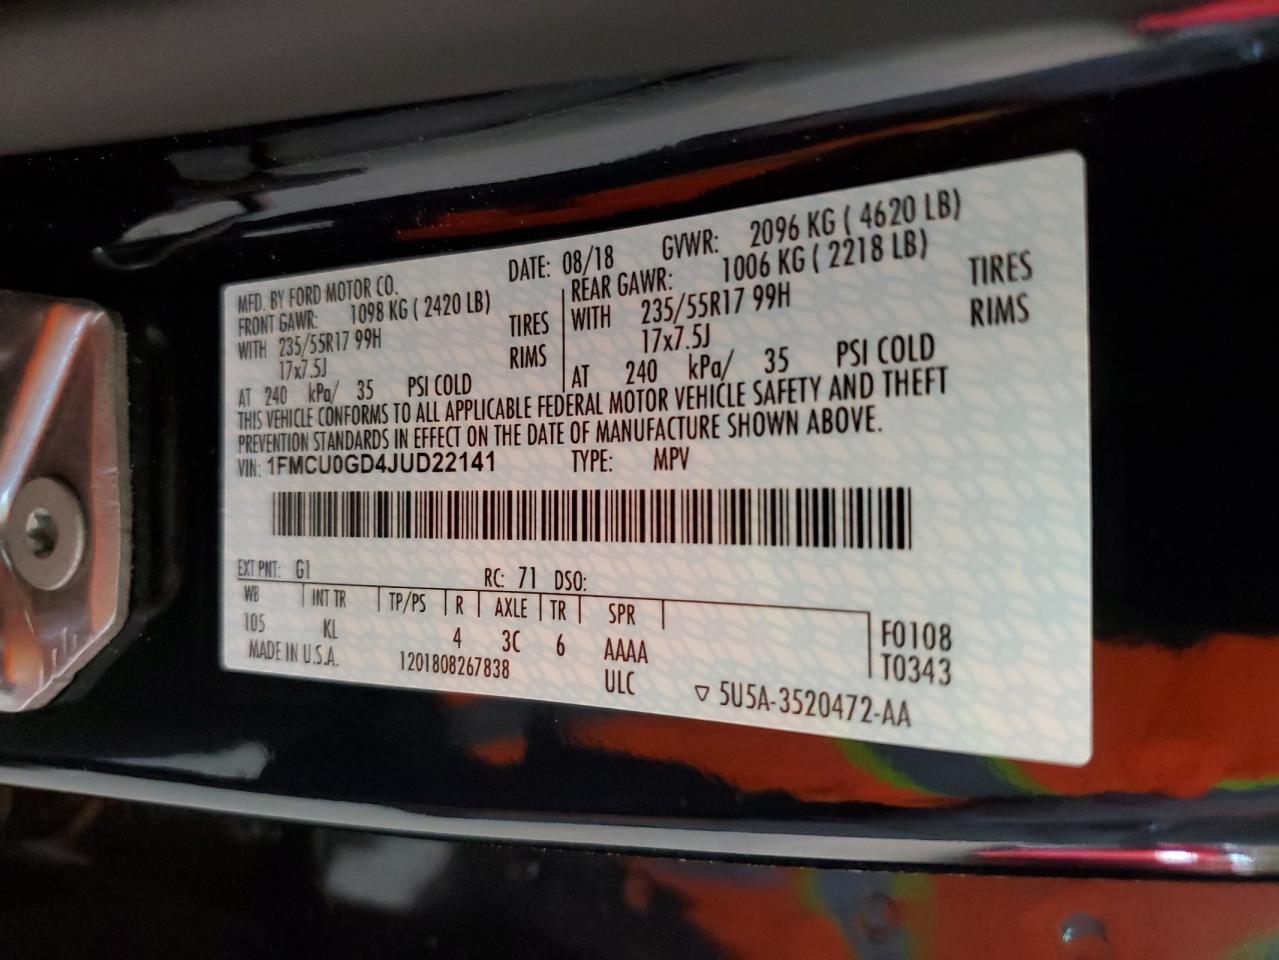 MFD. BY FORD MOTOR CO. DATE: 08/18 GVWR: 2096 KG ( 4620 LB)
FRONT GAWR: 1098 KG ( 2420 LB) REAR GAWR: 1006 KG ( 2218 LB)
WITH 235/55R17 99H TIRES WITH 235/55R17 99H TIRES
17x7.5J RIMS 17x7.5J RIMS
AT 240 kPa/ 35 PSI COLD AT 240 kPa/ 35 PSI COLD
THIS VEHICLE CONFORMS TO ALL APPLICABLE FEDERAL MOTOR VEHICLE SAFETY AND THEFT
PREVENTION STANDARDS IN EFFECT ON THE DATE OF MANUFACTURE SHOWN ABOVE.
VIN: 1FMCU0GD4JUD22141 TYPE: MPV
EXT PNT: G1 RC: 71 DSO:
WB INT TR TP/PS R AXLE TR SPR
105 KL 4 3C 6 AAAA F0108
MADE IN U.S.A. 1201808267838 ULC T0343
▽ 5U5A-3520472-AA